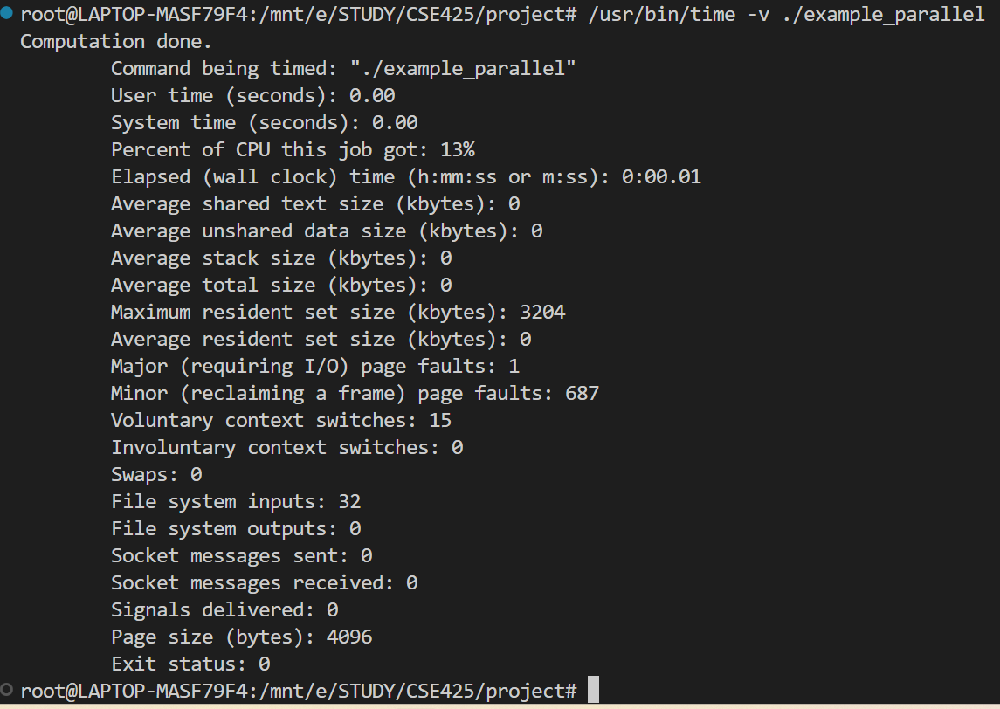 root@LAPTOP-MASF79F4:/mnt/e/STUDY/CSE425/project# /usr/bin/time -v ./example_parallel
Computation done.
Command being timed: "./example_parallel"
User time (seconds): 0.00
System time (seconds): 0.00
Percent of CPU this job got: 13%
Elapsed (wall clock) time (h:mm:ss or m:ss): 0:00.01
Average shared text size (kbytes): 0
Average unshared data size (kbytes): 0
Average stack size (kbytes): 0
Average total size (kbytes): 0
Maximum resident set size (kbytes): 3204
Average resident set size (kbytes): 0
Major (requiring I/O) page faults: 1
Minor (reclaiming a frame) page faults: 687
Voluntary context switches: 15
Involuntary context switches: 0
Swaps: 0
File system inputs: 32
File system outputs: 0
Socket messages sent: 0
Socket messages received: 0
Signals delivered: 0
Page size (bytes): 4096
Exit status: 0
root@LAPTOP-MASF79F4:/mnt/e/STUDY/CSE425/project#